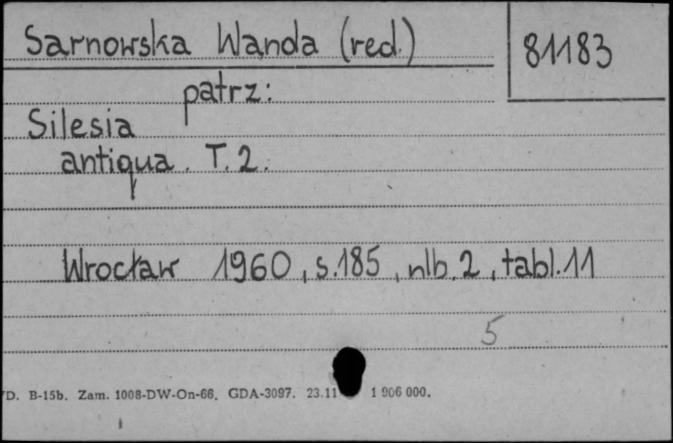 Sarnowska Wanda (red.)
81183
patrz:
Silesia
antiqua. T. 2.
Wrocław 1960, s. 185, nlb. 2, tabl. 11
5
D. B-15b. Zam. 1008-DW-On-66. GDA-3097. 23.11 1 906 000.